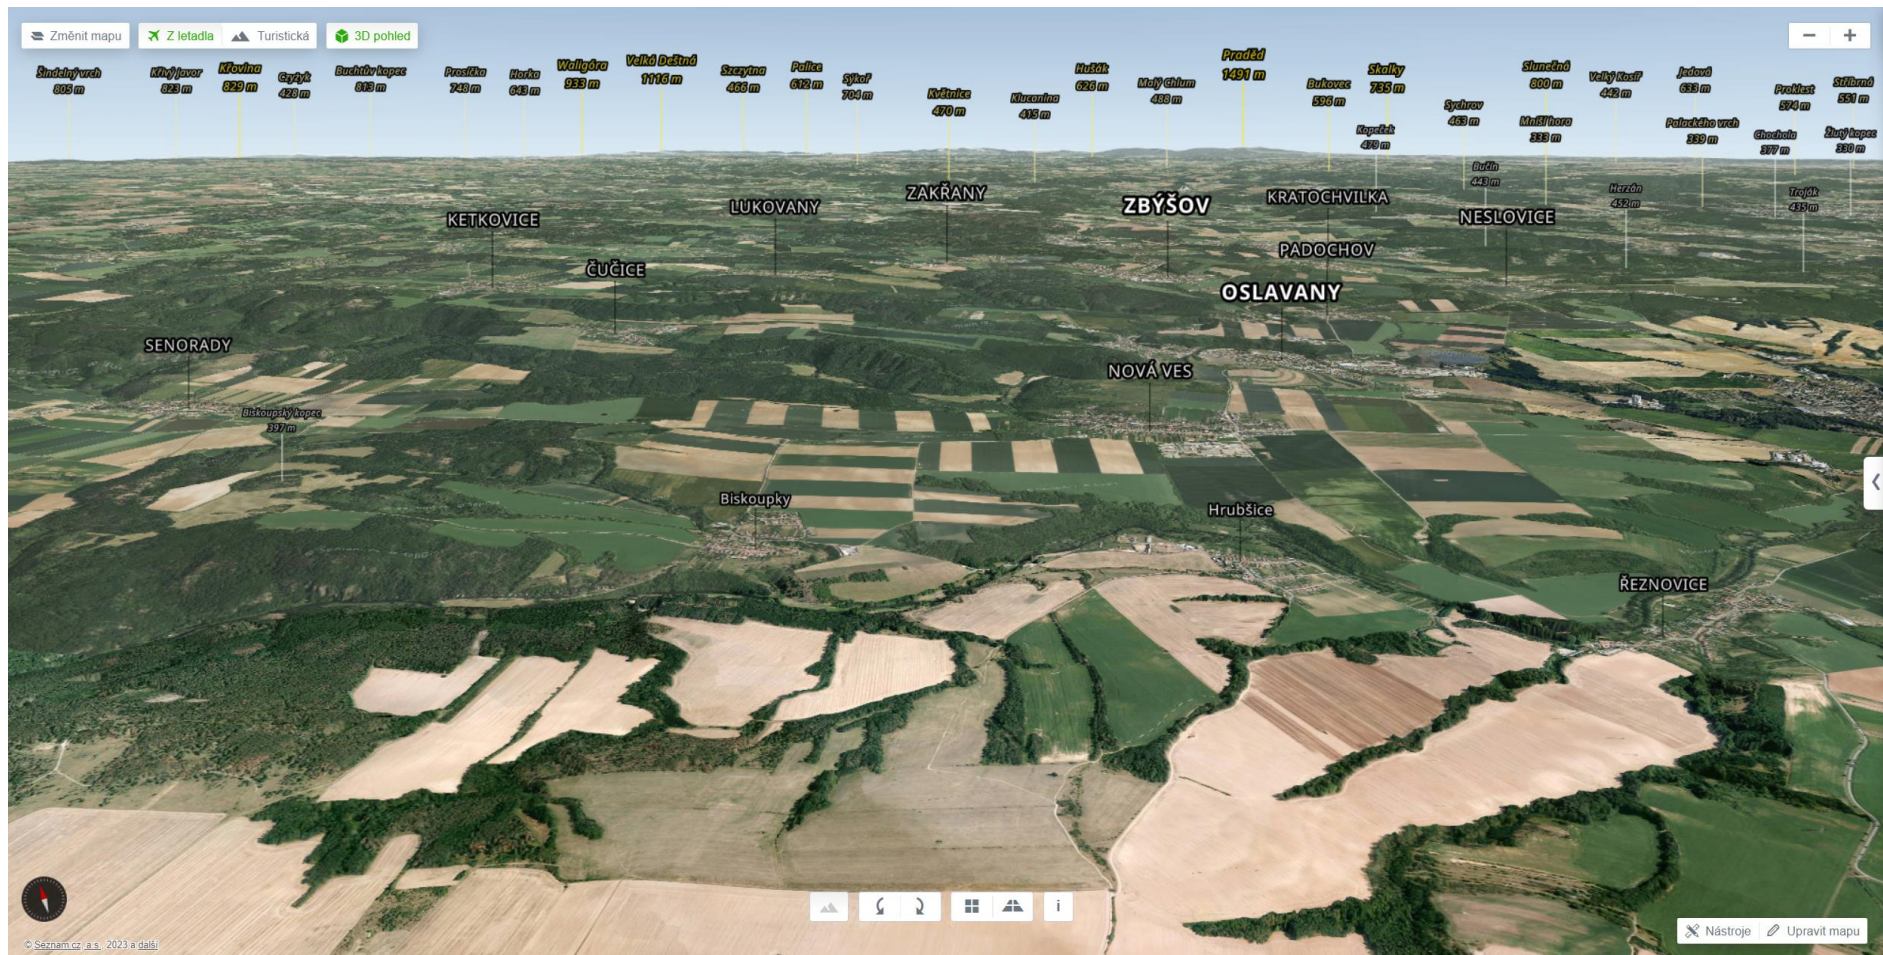 Změnit mapu
Z letadla
Turistická
3D pohled
Šindelný vrch
805 m
Křivý javor
823 m
Křovina
829 m
Czyżyk
428 m
Buchtův kopec
813 m
Prosíčka
748 m
Horka
643 m
Waligóra
933 m
Velká Deštná
1116 m
Szczytna
466 m
Palice
612 m
Sýkoř
704 m
Květnice
470 m
Klucanina
415 m
Hušák
626 m
Malý Chlum
488 m
Praděd
1491 m
Bukovec
596 m
Skalky
735 m
Kopeček
479 m
Sychrov
463 m
Slunečná
800 m
Mniší hora
333 m
Velký Kosíř
442 m
Jedová
633 m
Palackého vrch
339 m
Proklest
574 m
Chochola
377 m
Stříbrná
551 m
Žlutý kopec
330 m
Bučín
443 m
Herzán
452 m
Troják
435 m
KETKOVICE
LUKOVANY
ZAKŘANY
ZBÝŠOV
KRATOCHVILKA
NESLOVICE
ČUČICE
PADOCHOV
OSLAVANY
SENORADY
NOVÁ VES
Biskoupský kopec
397 m
Biskoupky
Hrubšice
ŘEZNOVICE
i
© Seznam.cz, a.s., 2023 a další
Nástroje
Upravit mapu